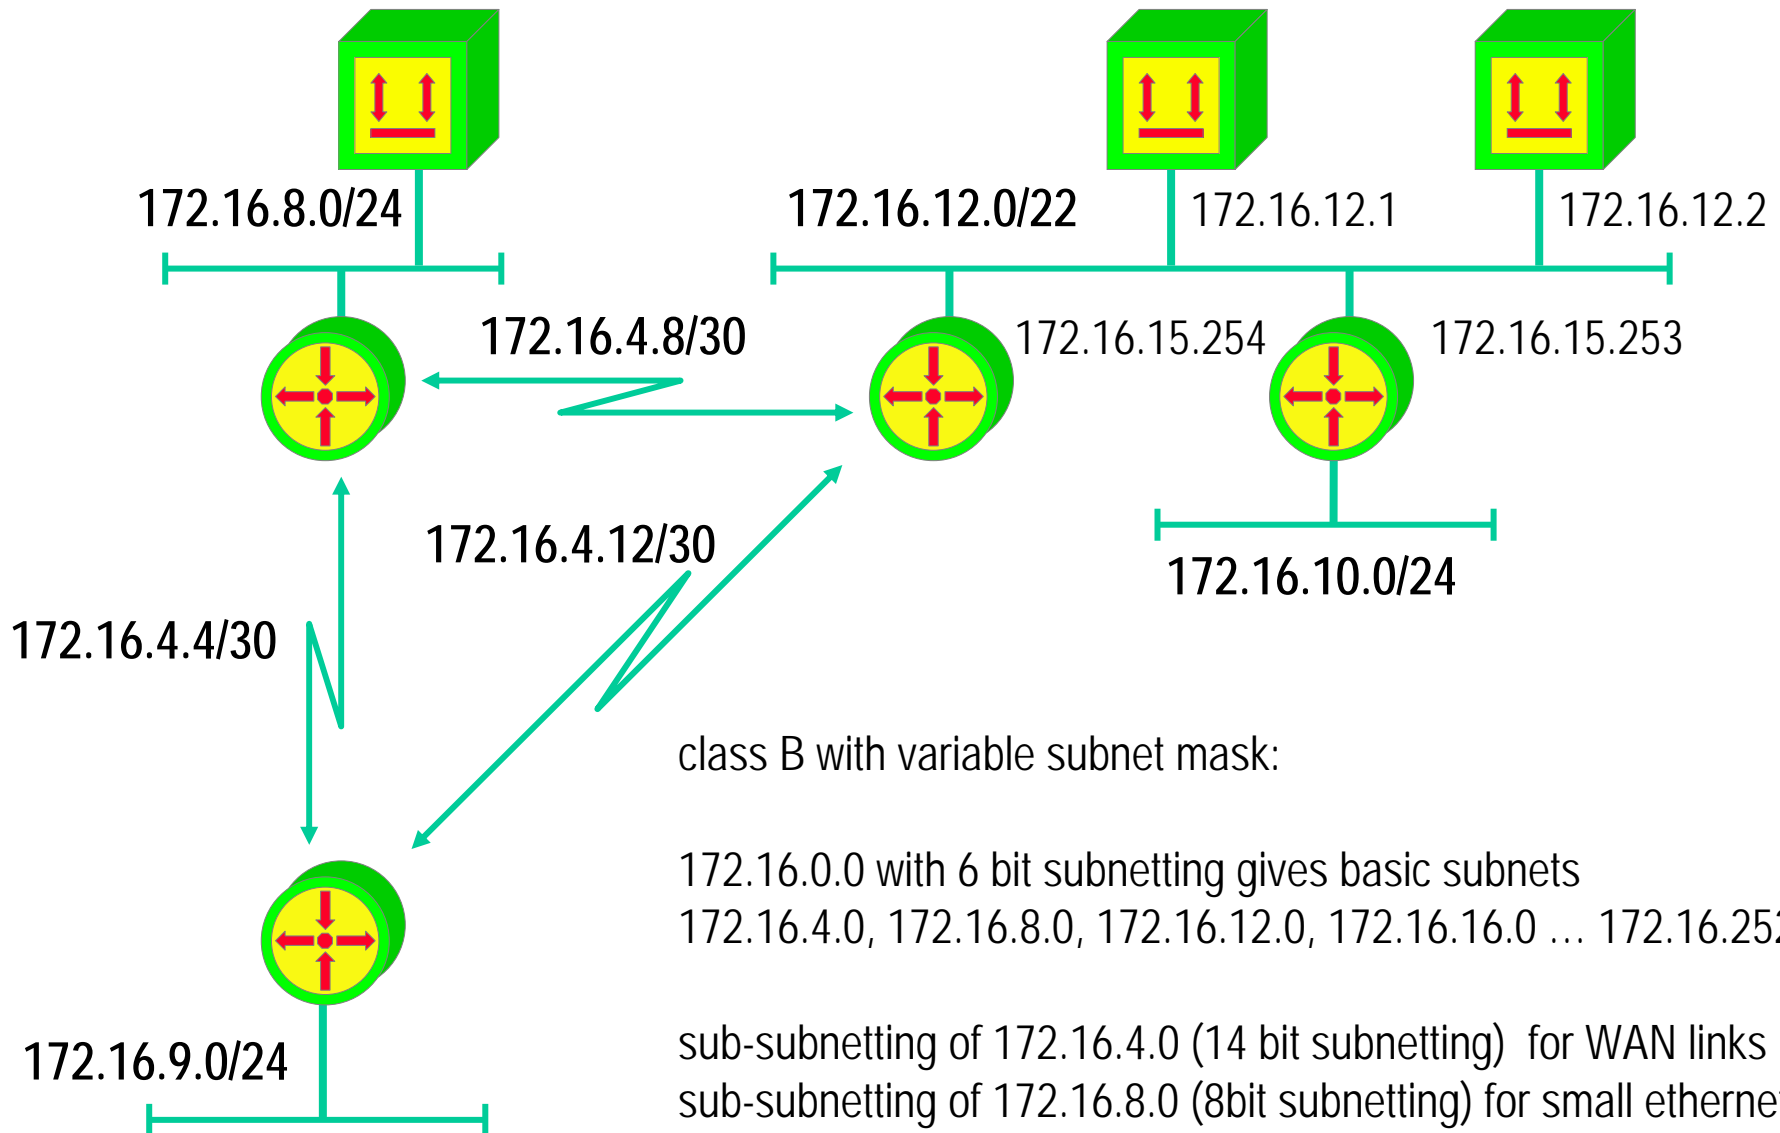 172.16.8.0/24
172.16.12.0/22
172.16.12.1
172.16.12.2
172.16.4.8/30
172.16.15.254
172.16.15.253
172.16.4.12/30
172.16.10.0/24
172.16.4.4/30
class B with variable subnet mask:
172.16.0.0 with 6 bit subnetting gives basic subnets
172.16.4.0, 172.16.8.0, 172.16.12.0, 172.16.16.0 … 172.16.252
172.16.9.0/24
sub-subnetting of 172.16.4.0 (14 bit subnetting) for WAN links
sub-subnetting of 172.16.8.0 (8bit subnetting) for small ethernet